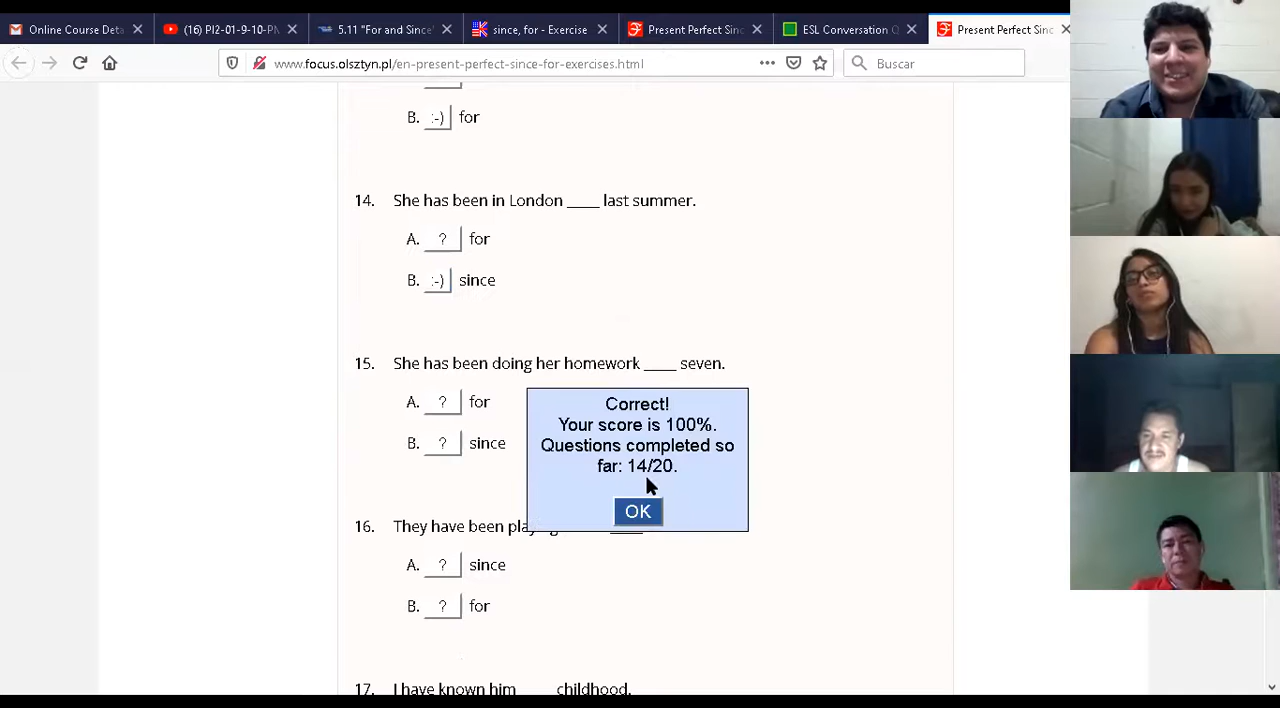 Online Course Deta
(16) PI2-01-9-10-PN
5.11 "For and Since'
since, for - Exercise
Present Perfect Sinc
ESL Conversation Q
Present Perfect Sinc
www.focus.olsztyn.pl/en-present-perfect-since-for-exercises.html
Buscar
B. :-) for
14. She has been in London ____ last summer.
A. ? for
B. :-) since
15. She has been doing her homework ____ seven.
A. ? for
B. ? since
Correct!
Your score is 100%.
Questions completed so
far: 14/20.
OK
16. They have been
A. ? since
B. ? for
17. I have known him ____ childhood.